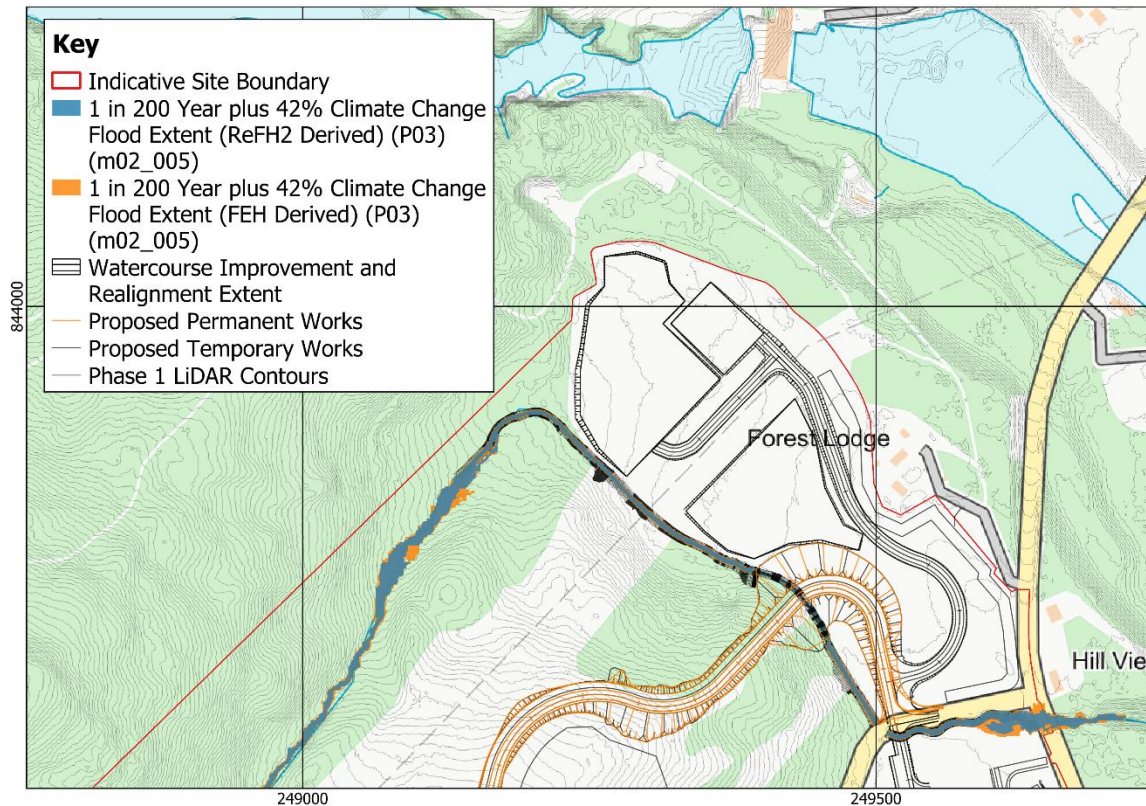 Key
Indicative Site Boundary
1 in 200 Year plus 42% Climate Change
Flood Extent (ReFH2 Derived) (P03)
(m02_005)
1 in 200 Year plus 42% Climate Change
Flood Extent (FEH Derived) (P03)
(m02_005)
Watercourse Improvement and
Realignment Extent
Proposed Permanent Works
Proposed Temporary Works
Phase 1 LiDAR Contours
844000
Forest Lodge
Hill Vie
249000
249500